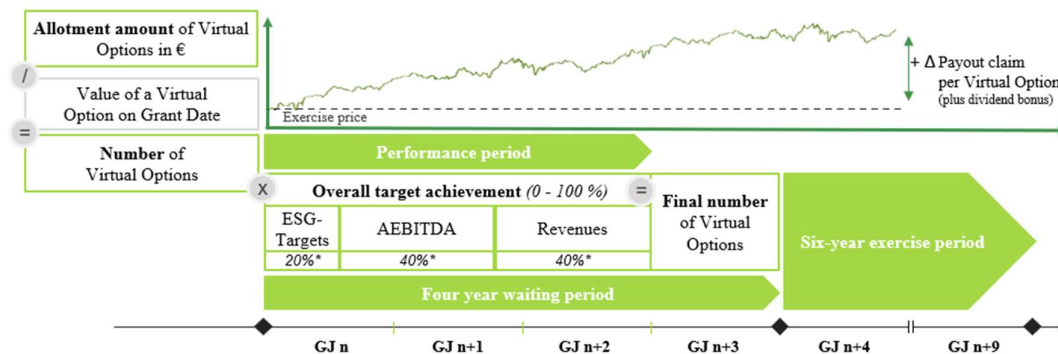 Allotment amount of Virtual
Options in €
/
Value of a Virtual
Option on Grant Date
=
Number of
Virtual Options
Exercise price
+ Δ Payout claim
per Virtual Option
(plus dividend bonus)
Performance period
x
Overall target achievement (0 - 100 %)
=
ESG-
Targets
AEBITDA
Revenues
20%*
40%*
40%*
Final number
of Virtual
Options
Six-year exercise period
Four year waiting period
GJ n
GJ n+1
GJ n+2
GJ n+3
GJ n+4
GJ n+9